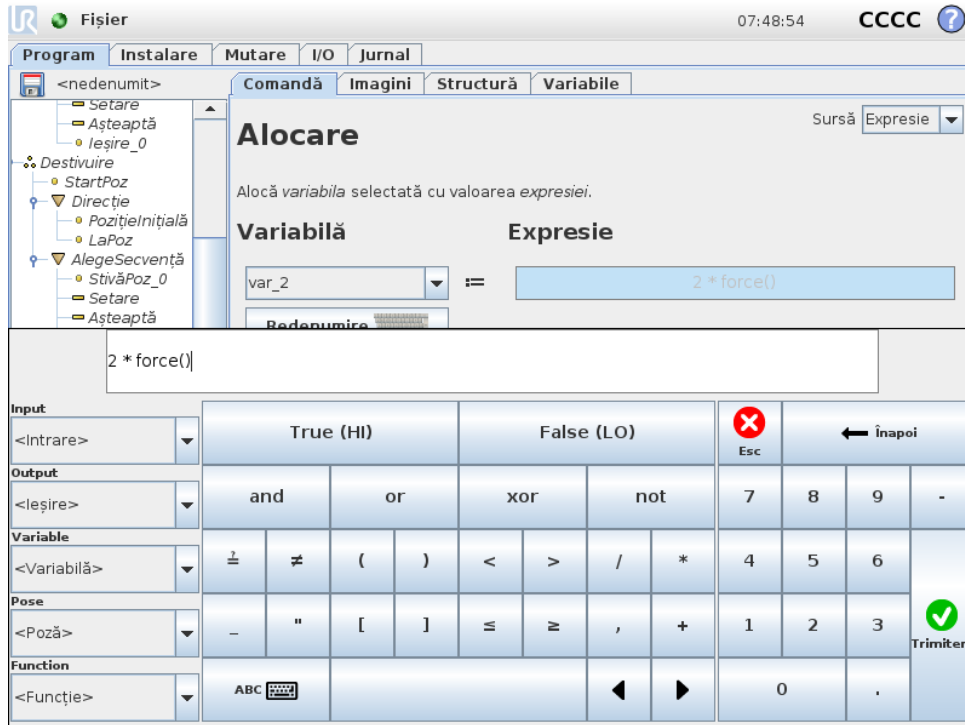 UR Fișier 07:48:54 CCCC ?
Program Instalare Mutare I/O Jurnal
<nedenumit> Comandă Imagini Structură Variabile
Setare
Așteaptă
Ieșire_0
Destivuire
StartPoz
Direcție
PozițieInițială
LaPoz
AlegeSecvență
StivăPoz_0
Setare
Așteaptă
Alocare
Sursă Expresie
Alocă variabila selectată cu valoarea expresiei.
Variabilă Expresie
var_2 := 2 * force()
Redenumire
2 * force()
Input
<Intrare>
Output
<Ieșire>
Variable
<Variabilă>
Pose
<Poză>
Function
<Funcție>
True (HI) False (LO) Esc Înapoi
and or xor not 7 8 9 -
≟ ≠ ( ) < > / * 4 5 6
_ " [ ] ≤ ≥ , + 1 2 3
Trimiter
ABC 0 .